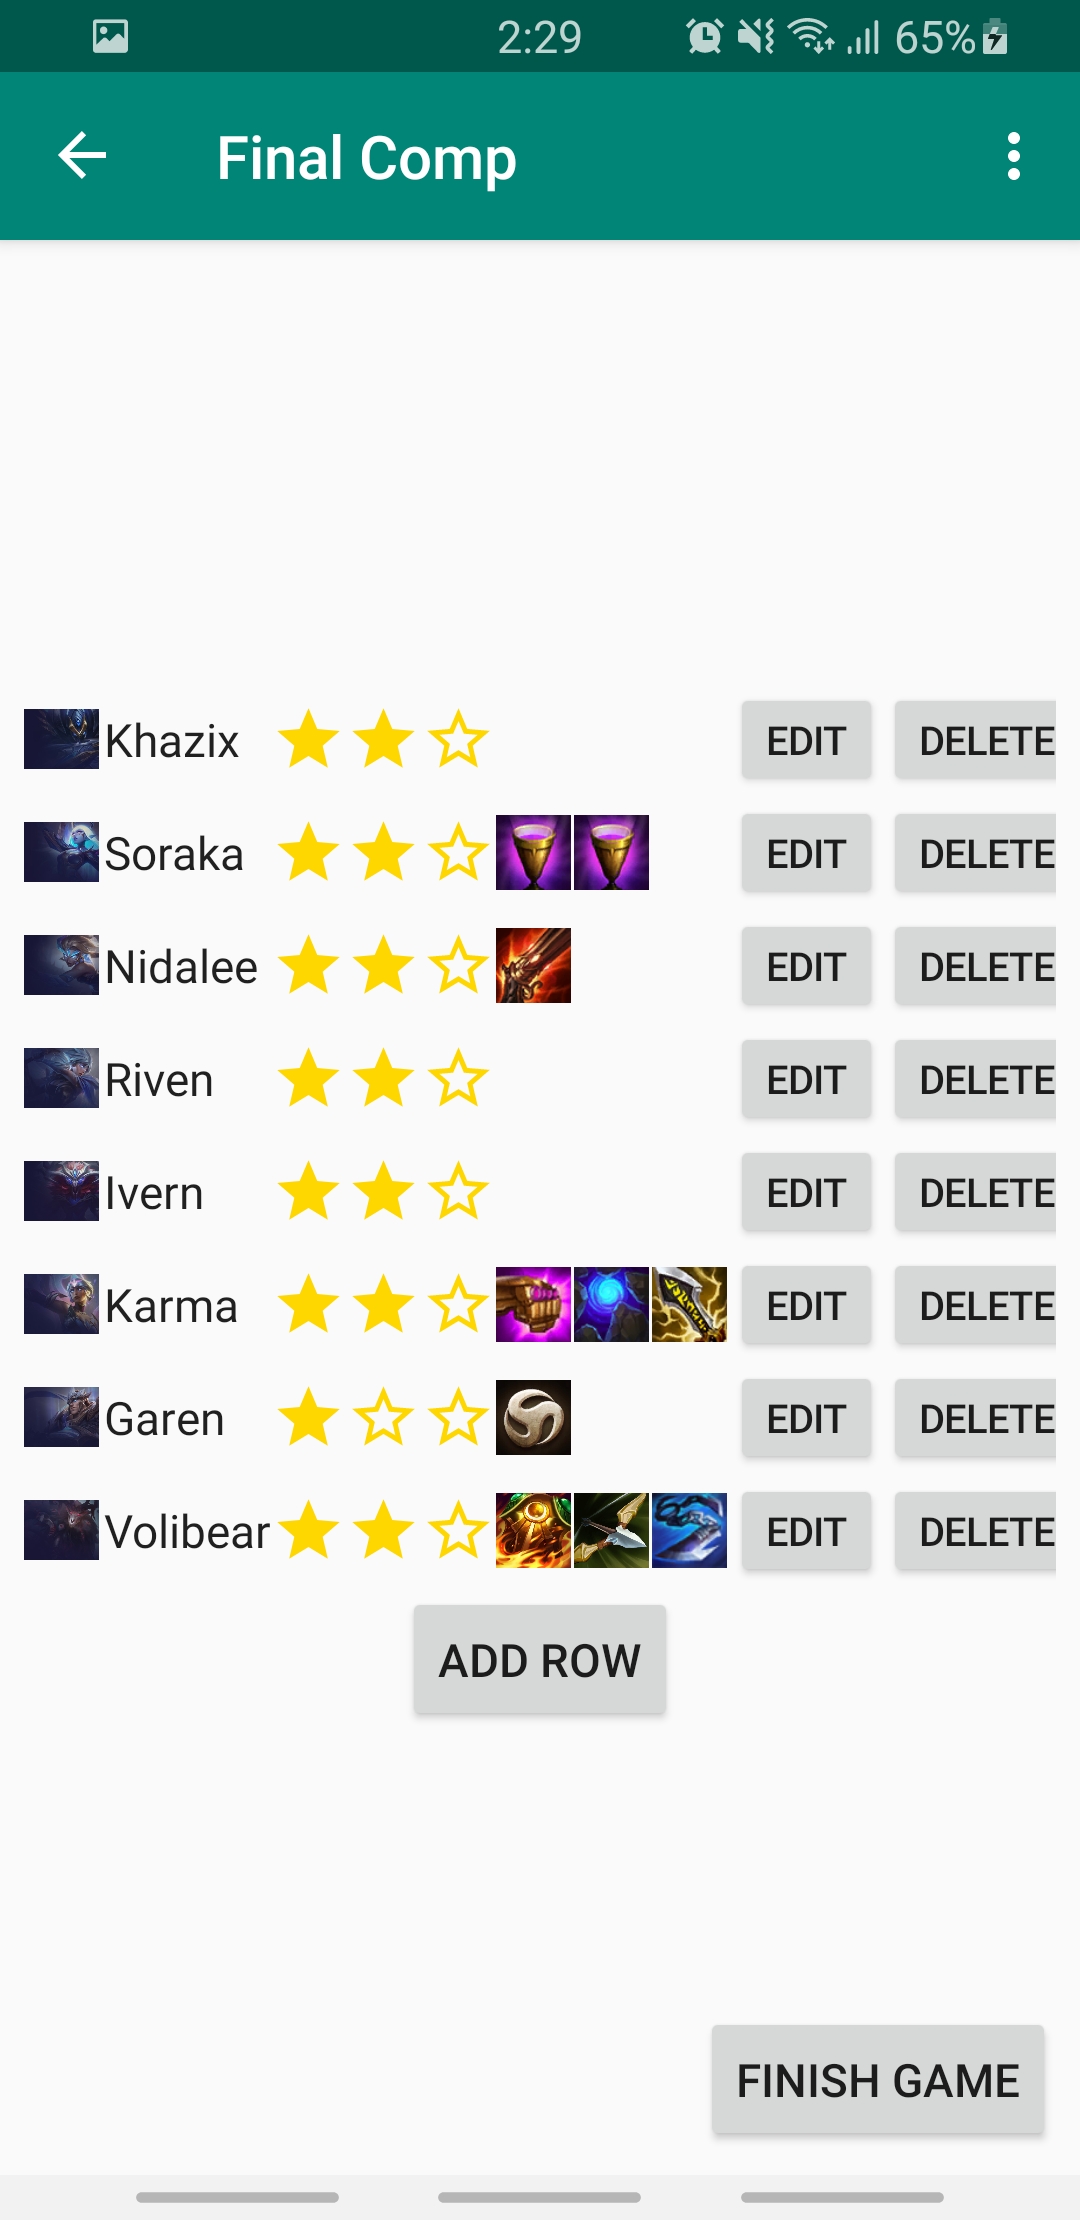 2:29 65%
Final Comp
Khazix EDIT DELETE
Soraka EDIT DELETE
Nidalee EDIT DELETE
Riven EDIT DELETE
Ivern EDIT DELETE
Karma EDIT DELETE
Garen EDIT DELETE
Volibear EDIT DELETE
ADD ROW
FINISH GAME